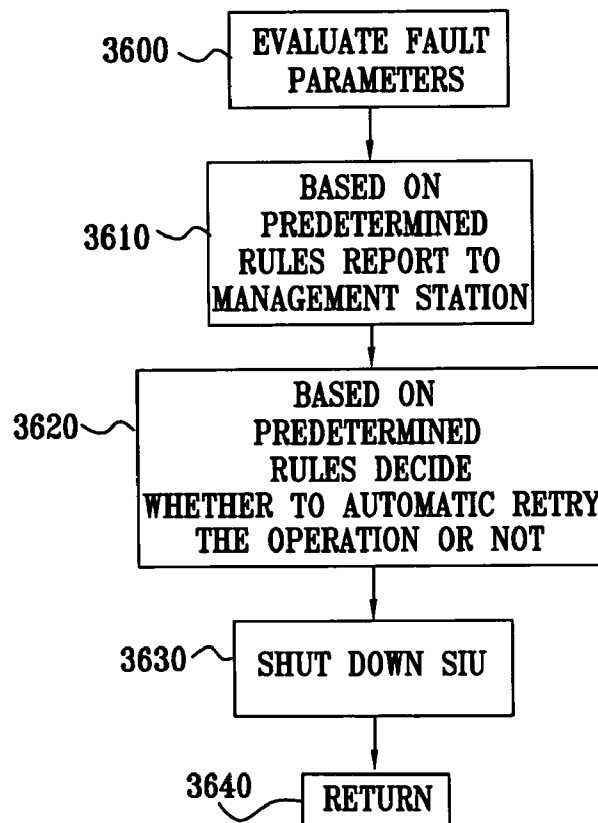 3600
EVALUATE FAULT
PARAMETERS
3610
BASED ON
PREDETERMINED
RULES REPORT TO
MANAGEMENT STATION
3620
BASED ON
PREDETERMINED
RULES DECIDE
WHETHER TO AUTOMATIC RETRY
THE OPERATION OR NOT
3630
SHUT DOWN SIU
3640
RETURN